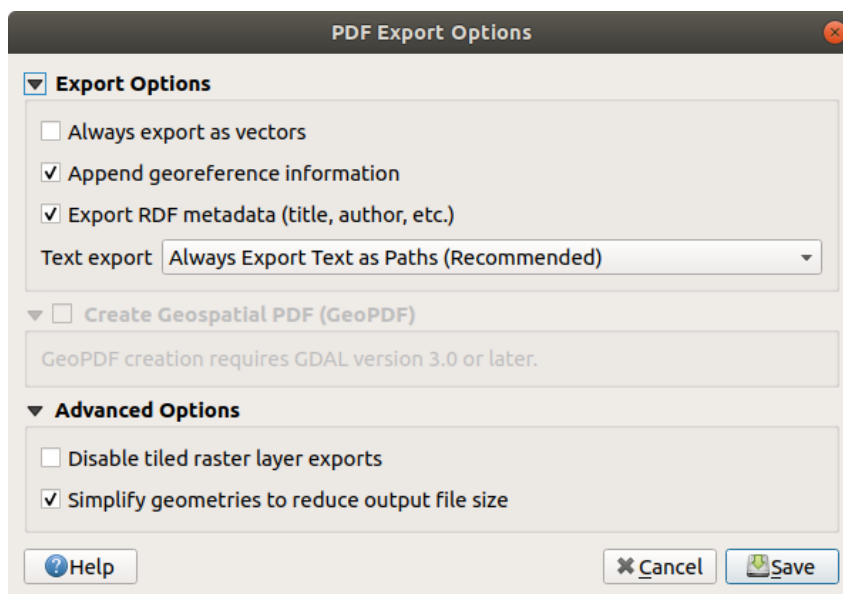 PDF Export Options
Export Options
Always export as vectors
Append georeference information
Export RDF metadata (title, author, etc.)
Text export Always Export Text as Paths (Recommended)
Create Geospatial PDF (GeoPDF)
GeoPDF creation requires GDAL version 3.0 or later.
Advanced Options
Disable tiled raster layer exports
Simplify geometries to reduce output file size
Help Cancel Save